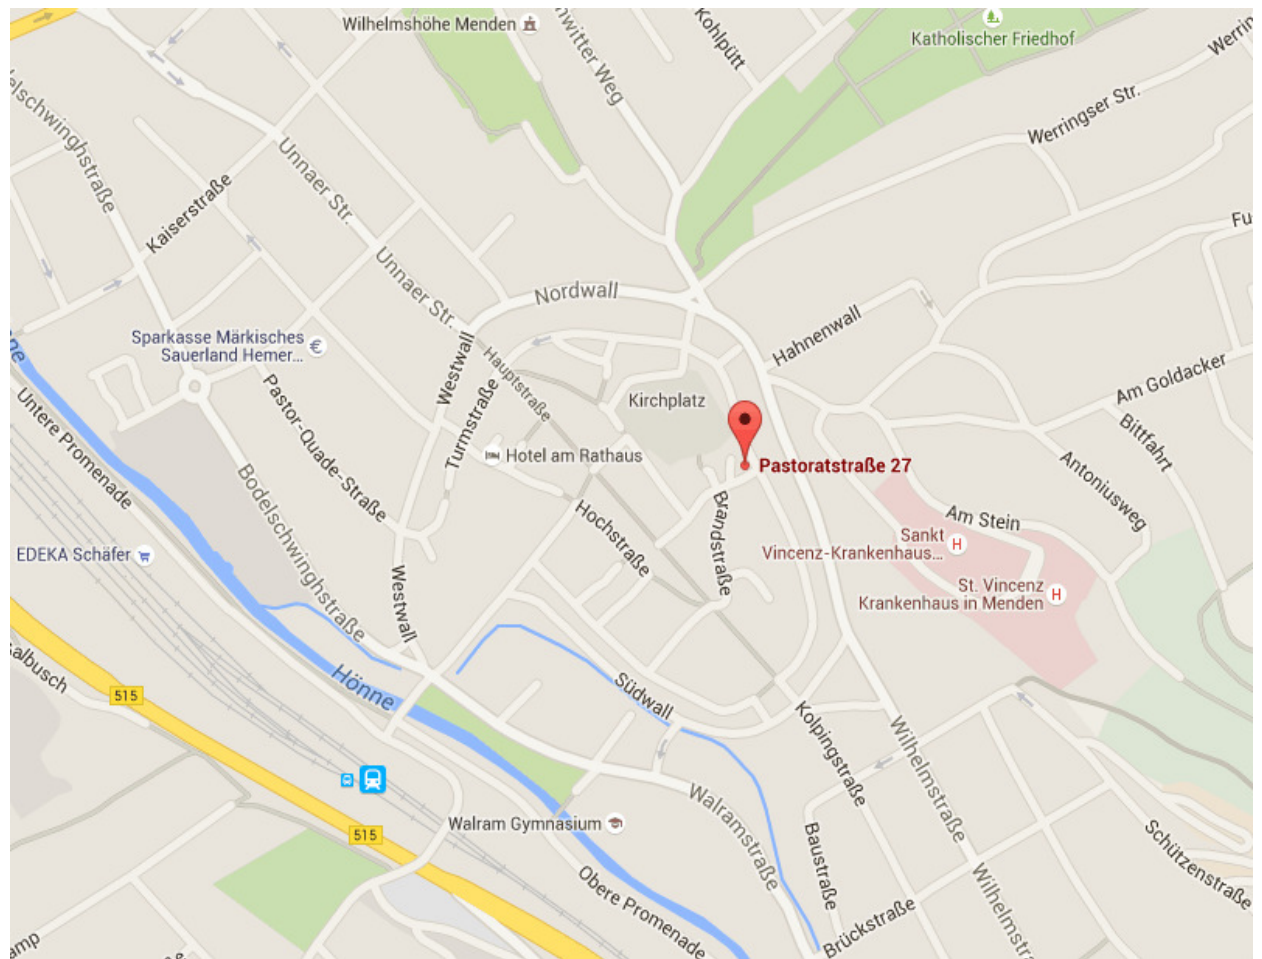 Wilhelmshöhe Menden
Kohlpütt
Katholischer Friedhof
Werringser Str.
Unnaer Str.
Kaiserstraße
Unnaer Str.
Nordwall
Sparkasse Märkisches
Sauerland Hemer...
Westwall
Hauptstraße
Hahnenwall
Am Goldacker
Untere Promenade
Pastor-Quade-Straße
Turmstraße
Kirchplatz
Hotel am Rathaus
Pastoratstraße 27
Bittfahrt
Antoniusweg
Bodelschwinghstraße
Hochstraße
Brandstraße
Am Stein
Sankt
Vincenz-Krankenhaus...
H
EDEKA Schäfer
Westwall
St. Vincenz
Krankenhaus in Menden
H
Hönne
515
Südwall
Kolpingstraße
Wilhelmstraße
515
Walram Gymnasium
Walramstraße
Baustraße
Schützenstraße
Obere Promenade
Brückstraße